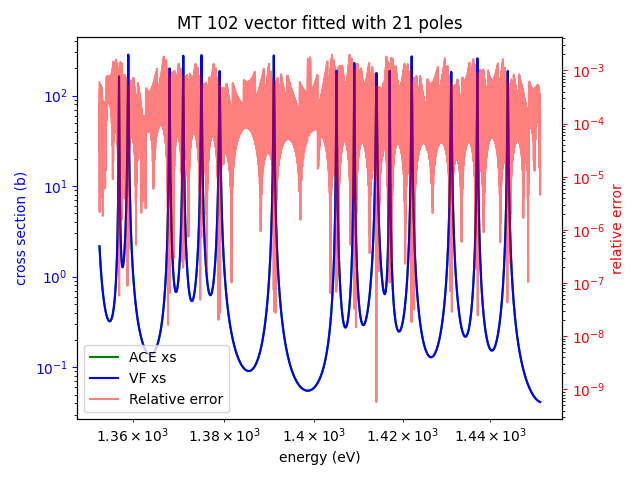 MT 102 vector fitted with 21 poles
cross section (b)
10²
10¹
10⁰
10⁻¹
10⁻³
10⁻⁴
10⁻⁵
10⁻⁶
10⁻⁷
10⁻⁸
10⁻⁹
relative error
ACE xs
VF xs
Relative error
1.36 × 10³ 1.38 × 10³ 1.4 × 10³ 1.42 × 10³ 1.44 × 10³
energy (eV)